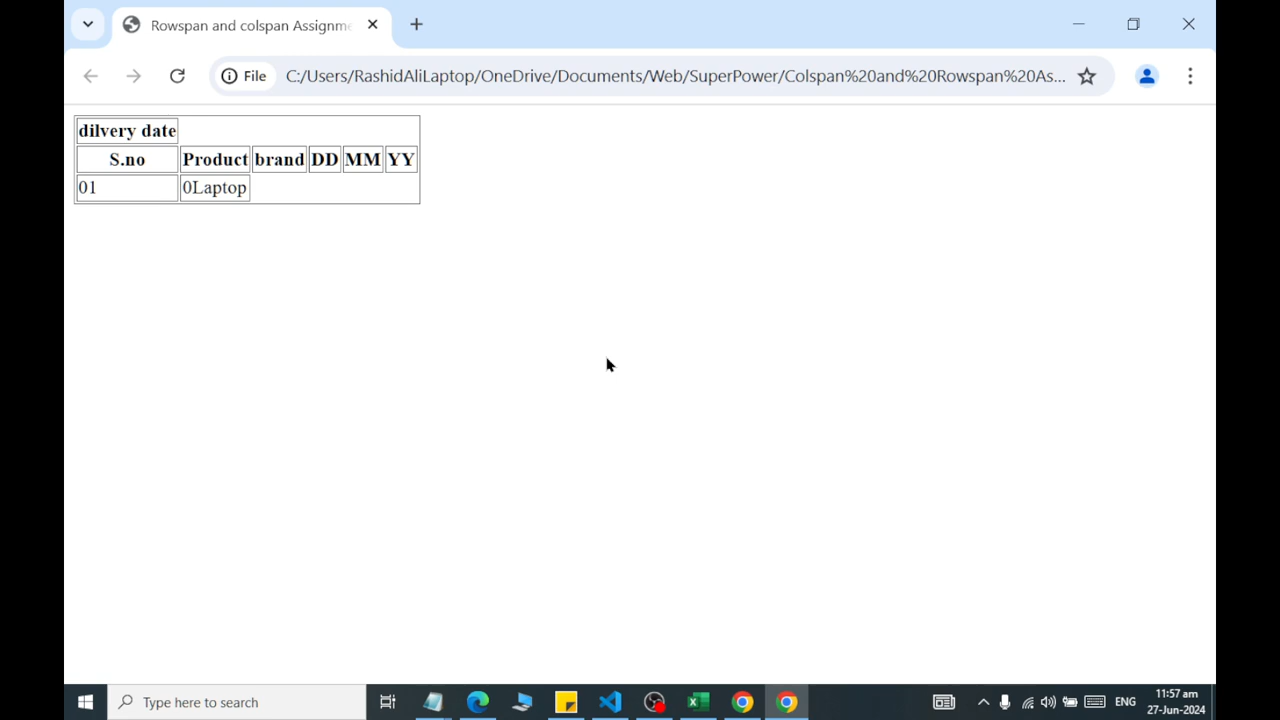 Rowspan and colspan Assignme
File
C:/Users/RashidAliLaptop/OneDrive/Documents/Web/SuperPower/Colspan%20and%20Rowspan%20As...
dilvery date
S.no Product brand DD MM YY
01 0Laptop
Type here to search
ENG
11:57 am
27-Jun-2024